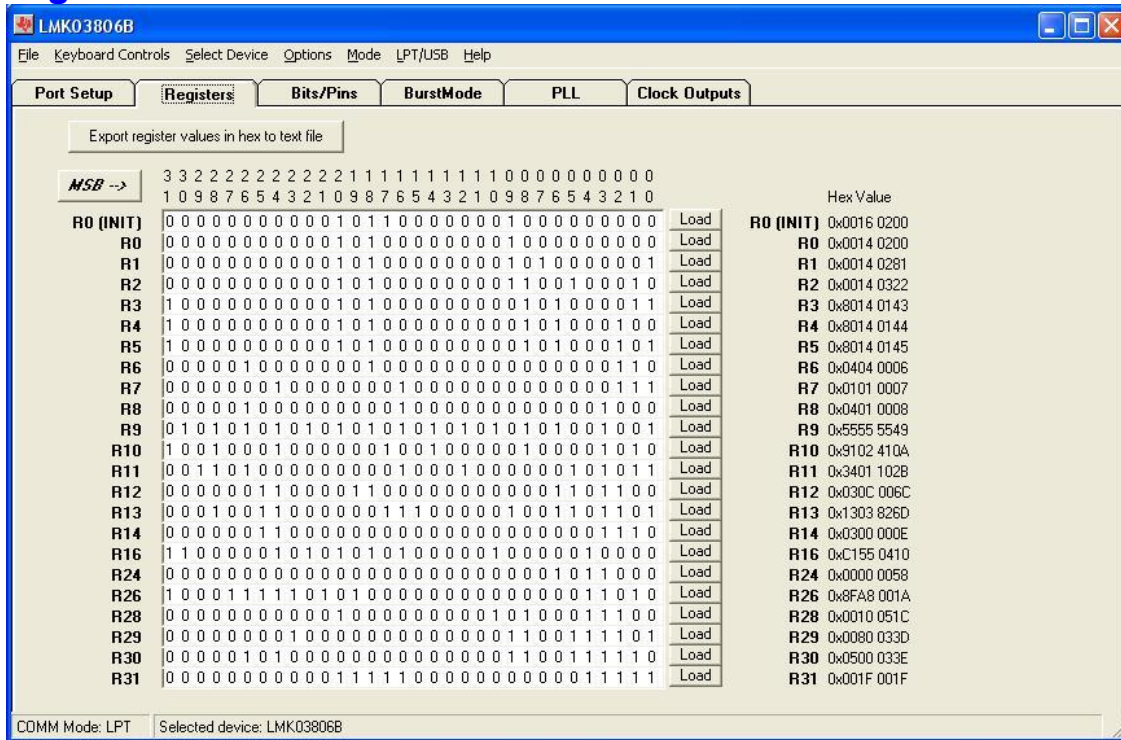 LMK03806B
File Keyboard Controls Select Device Options Mode LPT/USB Help
Port Setup Registers Bits/Pins BurstMode PLL Clock Outputs
Export register values in hex to text file
MSB -->
3 3 2 2 2 2 2 2 2 2 2 2 1 1 1 1 1 1 1 1 1 1 0 0 0 0 0 0 0 0 0 0
1 0 9 8 7 6 5 4 3 2 1 0 9 8 7 6 5 4 3 2 1 0 9 8 7 6 5 4 3 2 1 0 Hex Value
R0 (INIT) 0 0 0 0 0 0 0 0 0 0 0 1 0 1 1 0 0 0 0 0 0 0 1 0 0 0 0 0 0 0 0 0 Load R0 (INIT) 0x0016 0200
R0 0 0 0 0 0 0 0 0 0 0 0 1 0 1 0 0 0 0 0 0 0 0 1 0 0 0 0 0 0 0 0 0 Load R0 0x0014 0200
R1 0 0 0 0 0 0 0 0 0 0 0 1 0 1 0 0 0 0 0 0 0 0 1 0 1 0 0 0 0 0 0 1 Load R1 0x0014 0281
R2 0 0 0 0 0 0 0 0 0 0 0 1 0 1 0 0 0 0 0 0 0 0 1 1 0 0 1 0 0 0 1 0 Load R2 0x0014 0322
R3 1 0 0 0 0 0 0 0 0 0 0 1 0 1 0 0 0 0 0 0 0 0 0 1 0 1 0 0 0 0 1 1 Load R3 0x8014 0143
R4 1 0 0 0 0 0 0 0 0 0 0 1 0 1 0 0 0 0 0 0 0 0 0 1 0 1 0 0 0 1 0 0 Load R4 0x8014 0144
R5 1 0 0 0 0 0 0 0 0 0 0 1 0 1 0 0 0 0 0 0 0 0 0 1 0 1 0 0 0 1 0 1 Load R5 0x8014 0145
R6 0 0 0 0 0 1 0 0 0 0 0 0 0 1 0 0 0 0 0 0 0 0 0 0 0 0 0 0 0 1 1 0 Load R6 0x0404 0006
R7 0 0 0 0 0 0 0 1 0 0 0 0 0 0 0 1 0 0 0 0 0 0 0 0 0 0 0 0 0 1 1 1 Load R7 0x0101 0007
R8 0 0 0 0 0 1 0 0 0 0 0 0 0 0 0 1 0 0 0 0 0 0 0 0 0 0 0 0 1 0 0 0 Load R8 0x0401 0008
R9 0 1 0 1 0 1 0 1 0 1 0 1 0 1 0 1 0 1 0 1 0 1 0 1 0 1 0 0 1 0 0 1 Load R9 0x5555 5549
R10 1 0 0 1 0 0 0 1 0 0 0 0 0 0 1 0 0 1 0 0 0 0 0 1 0 0 0 0 1 0 1 0 Load R10 0x9102 410A
R11 0 0 1 1 0 1 0 0 0 0 0 0 0 0 0 1 0 0 0 1 0 0 0 0 0 0 1 0 1 0 1 1 Load R11 0x3401 102B
R12 0 0 0 0 0 0 1 1 0 0 0 0 1 1 0 0 0 0 0 0 0 0 0 0 0 1 1 0 1 1 0 0 Load R12 0x030C 006C
R13 0 0 0 1 0 0 1 1 0 0 0 0 0 0 1 1 1 0 0 0 0 0 1 0 0 1 1 0 1 1 0 1 Load R13 0x1303 826D
R14 0 0 0 0 0 0 1 1 0 0 0 0 0 0 0 0 0 0 0 0 0 0 0 0 0 0 0 0 1 1 1 0 Load R14 0x0300 000E
R16 1 1 0 0 0 0 0 1 0 1 0 1 0 1 0 1 0 0 0 0 0 1 0 0 0 0 0 1 0 0 0 0 Load R16 0xC155 0410
R24 0 0 0 0 0 0 0 0 0 0 0 0 0 0 0 0 0 0 0 0 0 0 0 0 0 1 0 1 1 0 0 0 Load R24 0x0000 0058
R26 1 0 0 0 1 1 1 1 1 0 1 0 1 0 0 0 0 0 0 0 0 0 0 0 0 0 0 1 1 0 1 0 Load R26 0x8FA8 001A
R28 0 0 0 0 0 0 0 0 0 0 0 1 0 0 0 0 0 0 0 0 0 1 0 1 0 0 0 1 1 1 0 0 Load R28 0x0010 051C
R29 0 0 0 0 0 0 0 0 1 0 0 0 0 0 0 0 0 0 0 0 0 0 1 1 0 0 1 1 1 1 0 1 Load R29 0x0080 033D
R30 0 0 0 0 0 1 0 1 0 0 0 0 0 0 0 0 0 0 0 0 0 0 1 1 0 0 1 1 1 1 1 0 Load R30 0x0500 033E
R31 0 0 0 0 0 0 0 0 0 0 0 1 1 1 1 1 0 0 0 0 0 0 0 0 0 0 0 1 1 1 1 1 Load R31 0x001F 001F
COMM Mode: LPT Selected device: LMK03806B